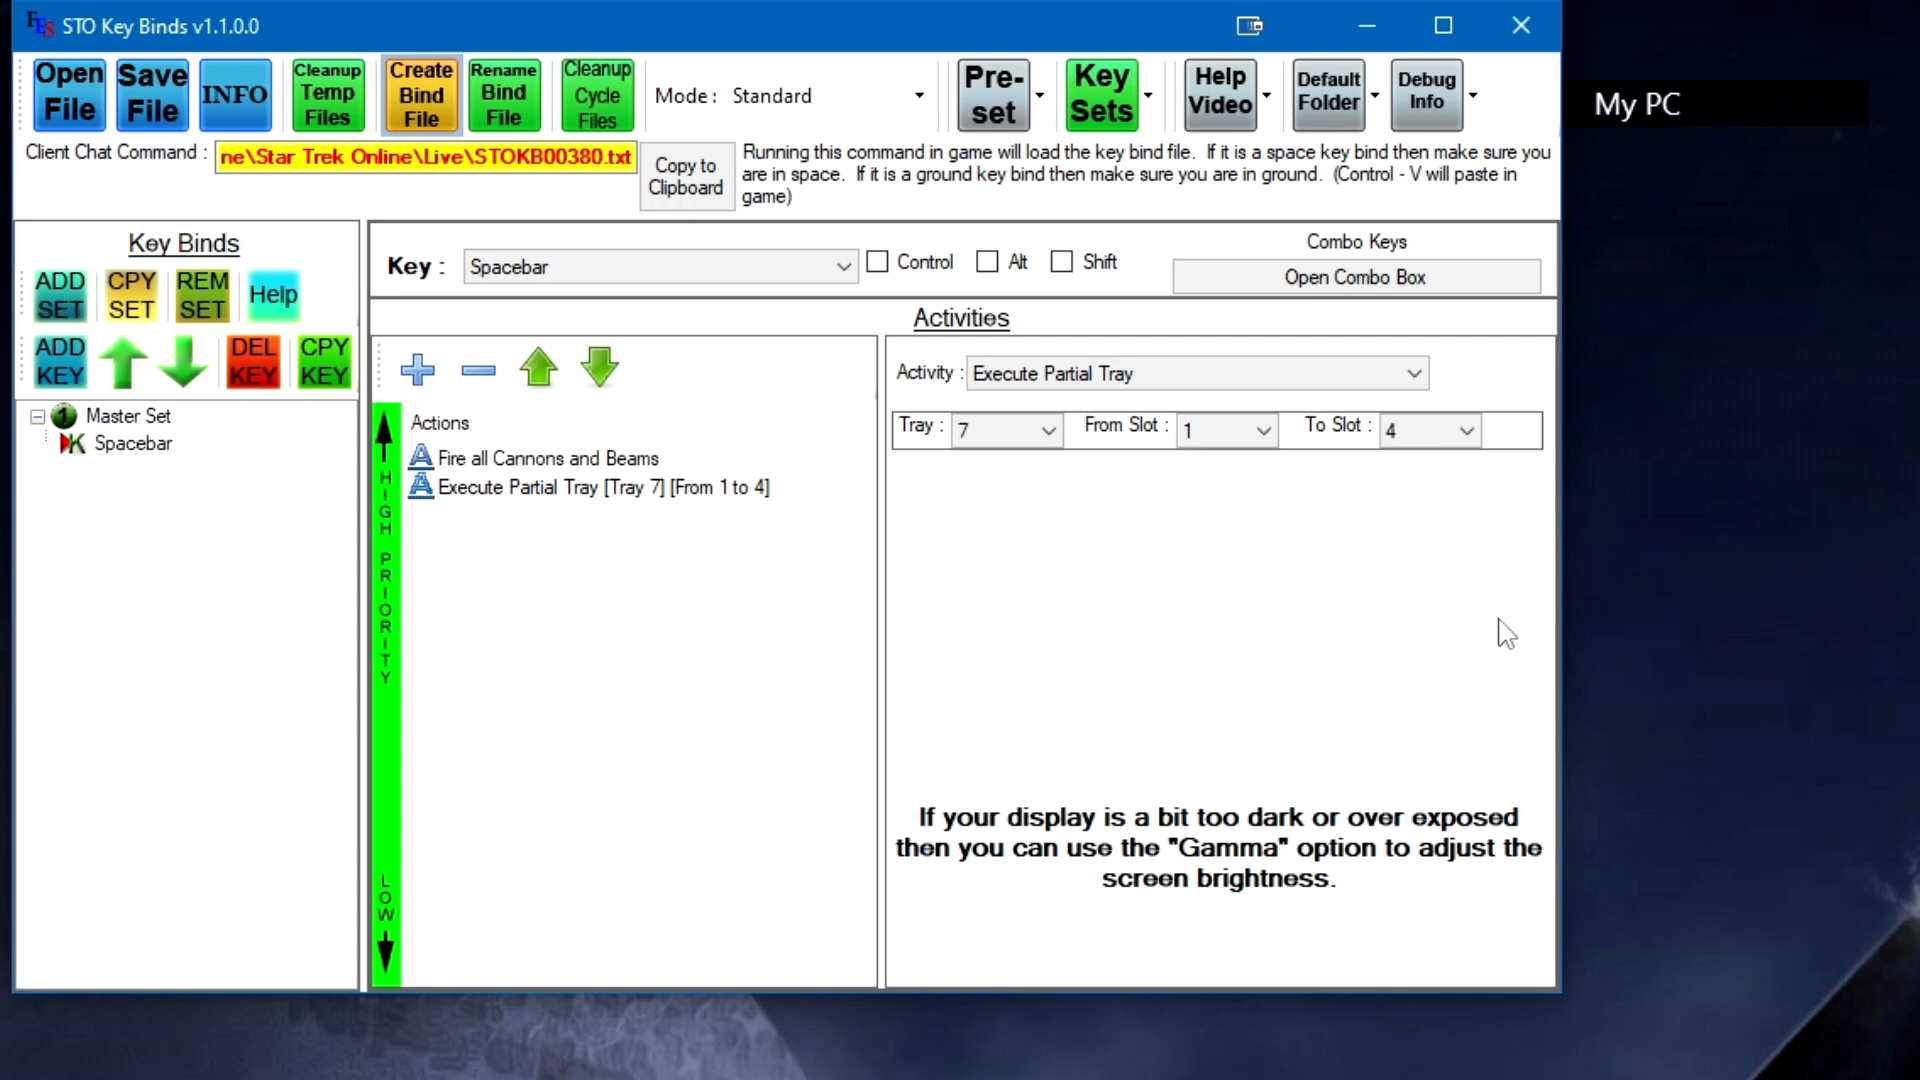 FES STO Key Binds v1.1.0.0
Open File
Save File
INFO
Cleanup Temp Files
Create Bind File
Rename Bind File
Cleanup Cycle Files
Mode : Standard
Pre-set
Key Sets
Help Video
Default Folder
Debug Info
My PC
Client Chat Command : ne\Star Trek Online\Live\STOKB00380.txt
Copy to Clipboard
Running this command in game will load the key bind file. If it is a space key bind then make sure you
are in space. If it is a ground key bind then make sure you are in ground. (Control - V will paste in
game)
Key Binds
ADD SET
CPY SET
REM SET
Help
ADD KEY
DEL KEY
CPY KEY
1 Master Set
K Spacebar
Key : Spacebar
Control
Alt
Shift
Combo Keys
Open Combo Box
Activities
HIGH PRIORITY
LOW
Actions
A Fire all Cannons and Beams
A Execute Partial Tray [Tray 7] [From 1 to 4]
Activity : Execute Partial Tray
Tray : 7 From Slot : 1 To Slot : 4
If your display is a bit too dark or over exposed
then you can use the "Gamma" option to adjust the
screen brightness.